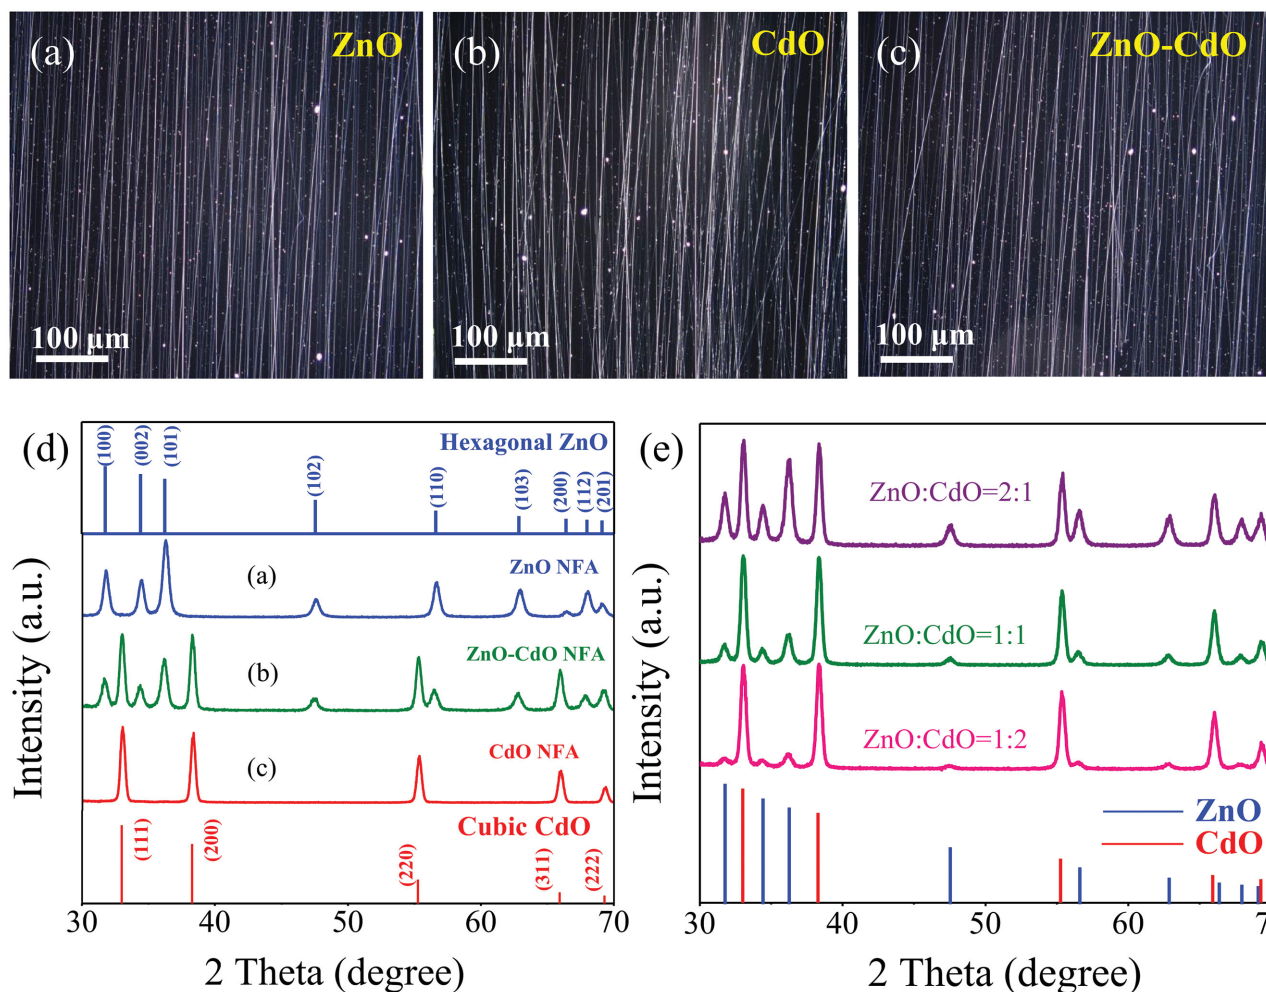 (a) ZnO
100 μm
(b) CdO
100 μm
(c) ZnO-CdO
100 μm
(d)
Hexagonal ZnO
(100)
(002)
(101)
(102)
(110)
(103)
(200)
(112)
(201)
(a)
ZnO NFA
ZnO-CdO NFA
(b)
CdO NFA
(c)
Cubic CdO
(111)
(200)
(220)
(311)
(222)
30 40 50 60 70
2 Theta (degree)
Intensity (a.u.)
(e)
ZnO:CdO=2:1
ZnO:CdO=1:1
ZnO:CdO=1:2
ZnO
CdO
30 40 50 60 7
2 Theta (degree)
Intensity (a.u.)